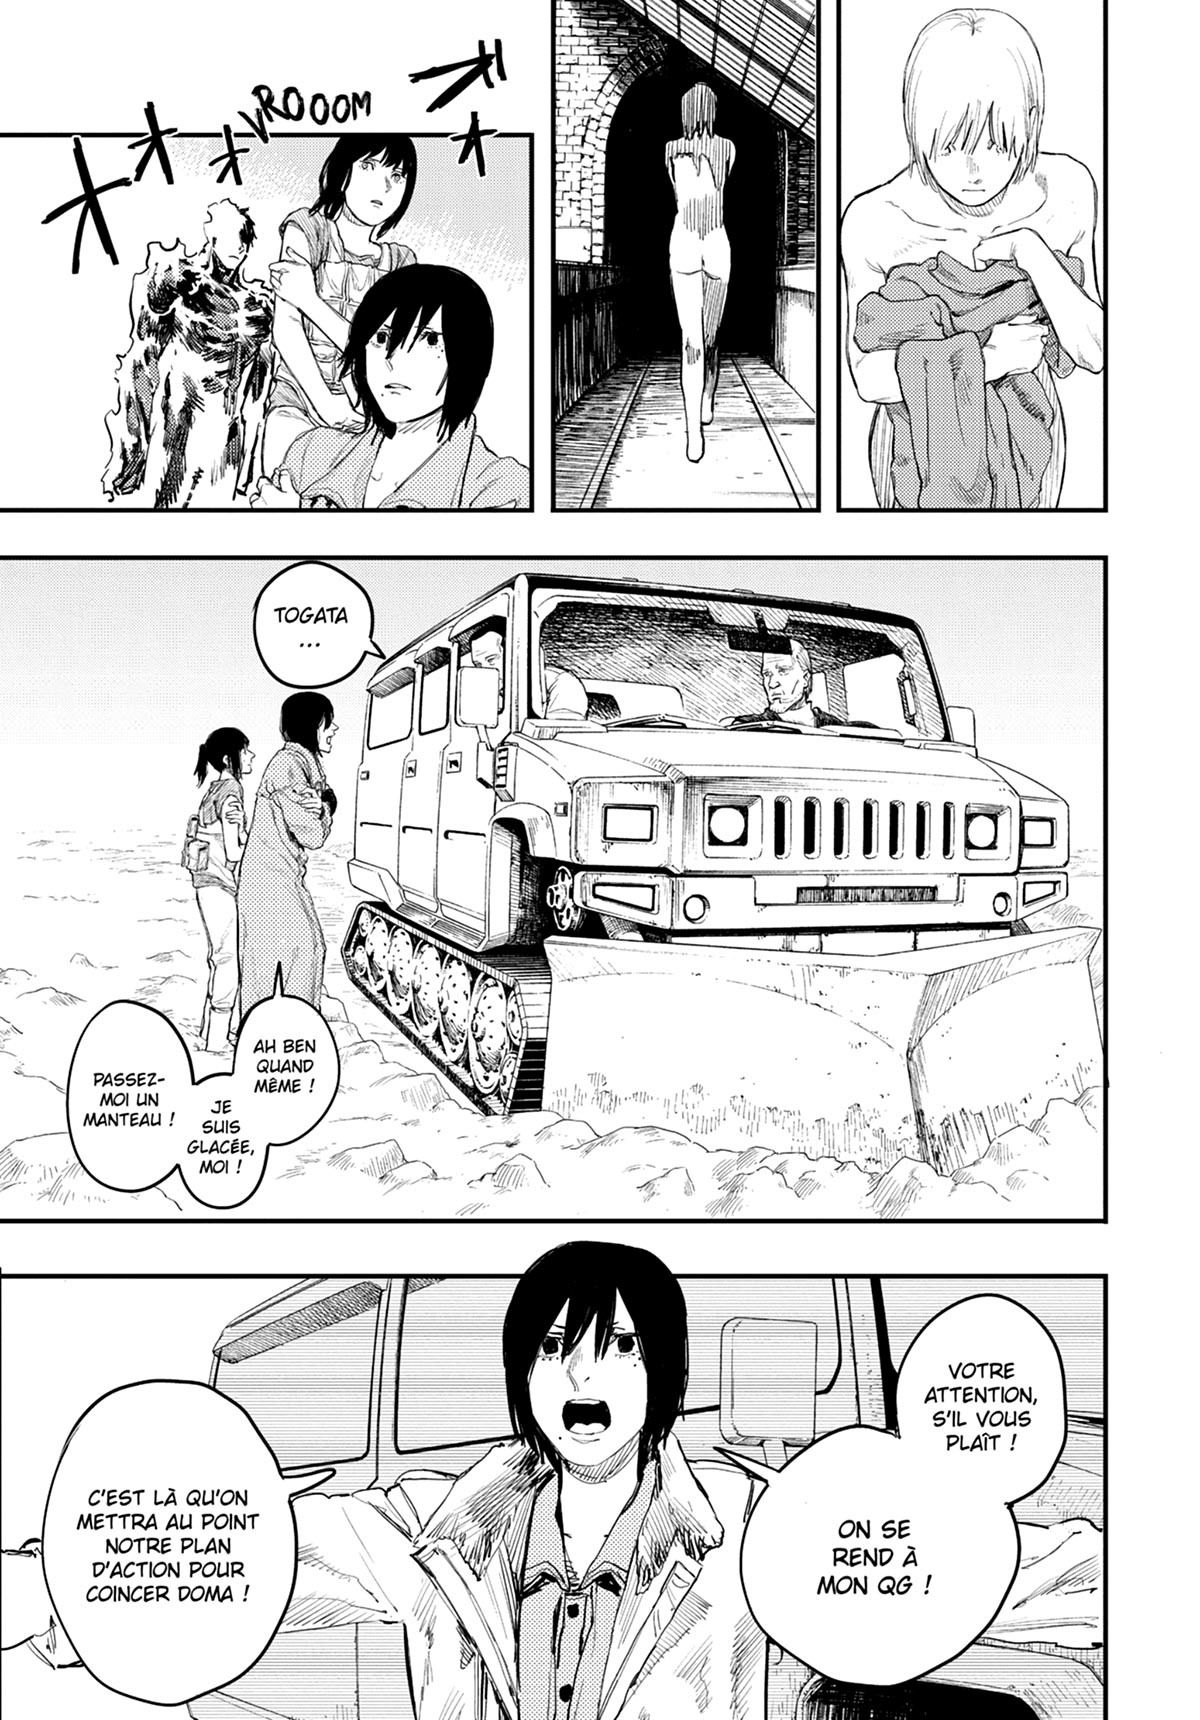 VROOOM
TOGATA
...
AH BEN
QUAND
MÊME !
JE
SUIS
GLACÉE,
MOI !
PASSEZ-
MOI UN
MANTEAU !
VOTRE
ATTENTION,
S'IL VOUS
PLAÎT !
ON SE
REND À
MON QG !
C'EST LÀ QU'ON
METTRA AU POINT
NOTRE PLAN
D'ACTION POUR
COINCER DOMA !